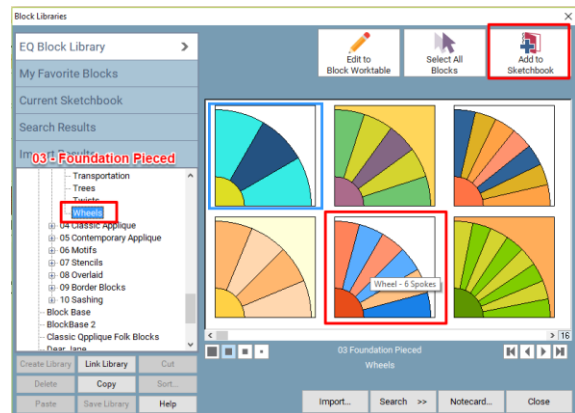 Block Libraries
EQ Block Library
My Favorite Blocks
Current Sketchbook
Search Results
03 - Foundation Pieced
Transportation
Trees
Twists
Wheels
04 Classic Applique
05 Contemporary Applique
06 Motifs
07 Stencils
08 Overlaid
09 Border Blocks
10 Sashing
Block Base
BlockBase 2
Classic Qpplique Folk Blocks
Dear Jane
Create Library Link Library Cut
Delete Copy Sort...
Paste Save Library Help
Edit to
Block Worktable
Select All
Blocks
Add to
Sketchbook
Wheel - 6 Spokes
16
03 Foundation Pieced
Wheels
Import... Search >> Notecard... Close